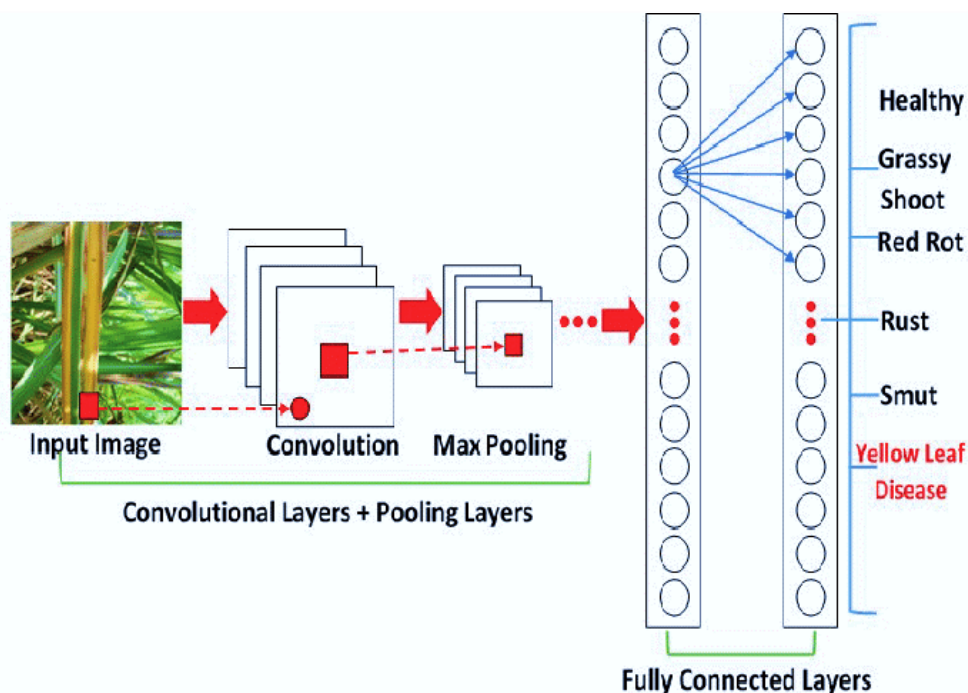 Input Image
Convolution
Max Pooling
Convolutional Layers + Pooling Layers
Healthy
Grassy
Shoot
Red Rot
Rust
Smut
Yellow Leaf
Disease
Fully Connected Layers